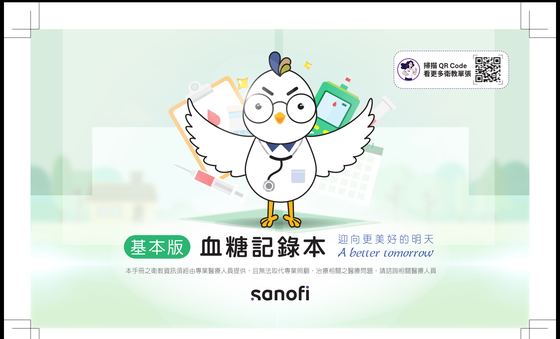 掃描 QR Code
看更多衛教單張
基本版 血糖記錄本
迎向更美好的明天
A better tomorrow
本手冊之衛教資訊須經由專業醫療人員提供，且無法取代專業照顧，治療相關之醫療問題，請諮詢相關醫療人員
sanofi